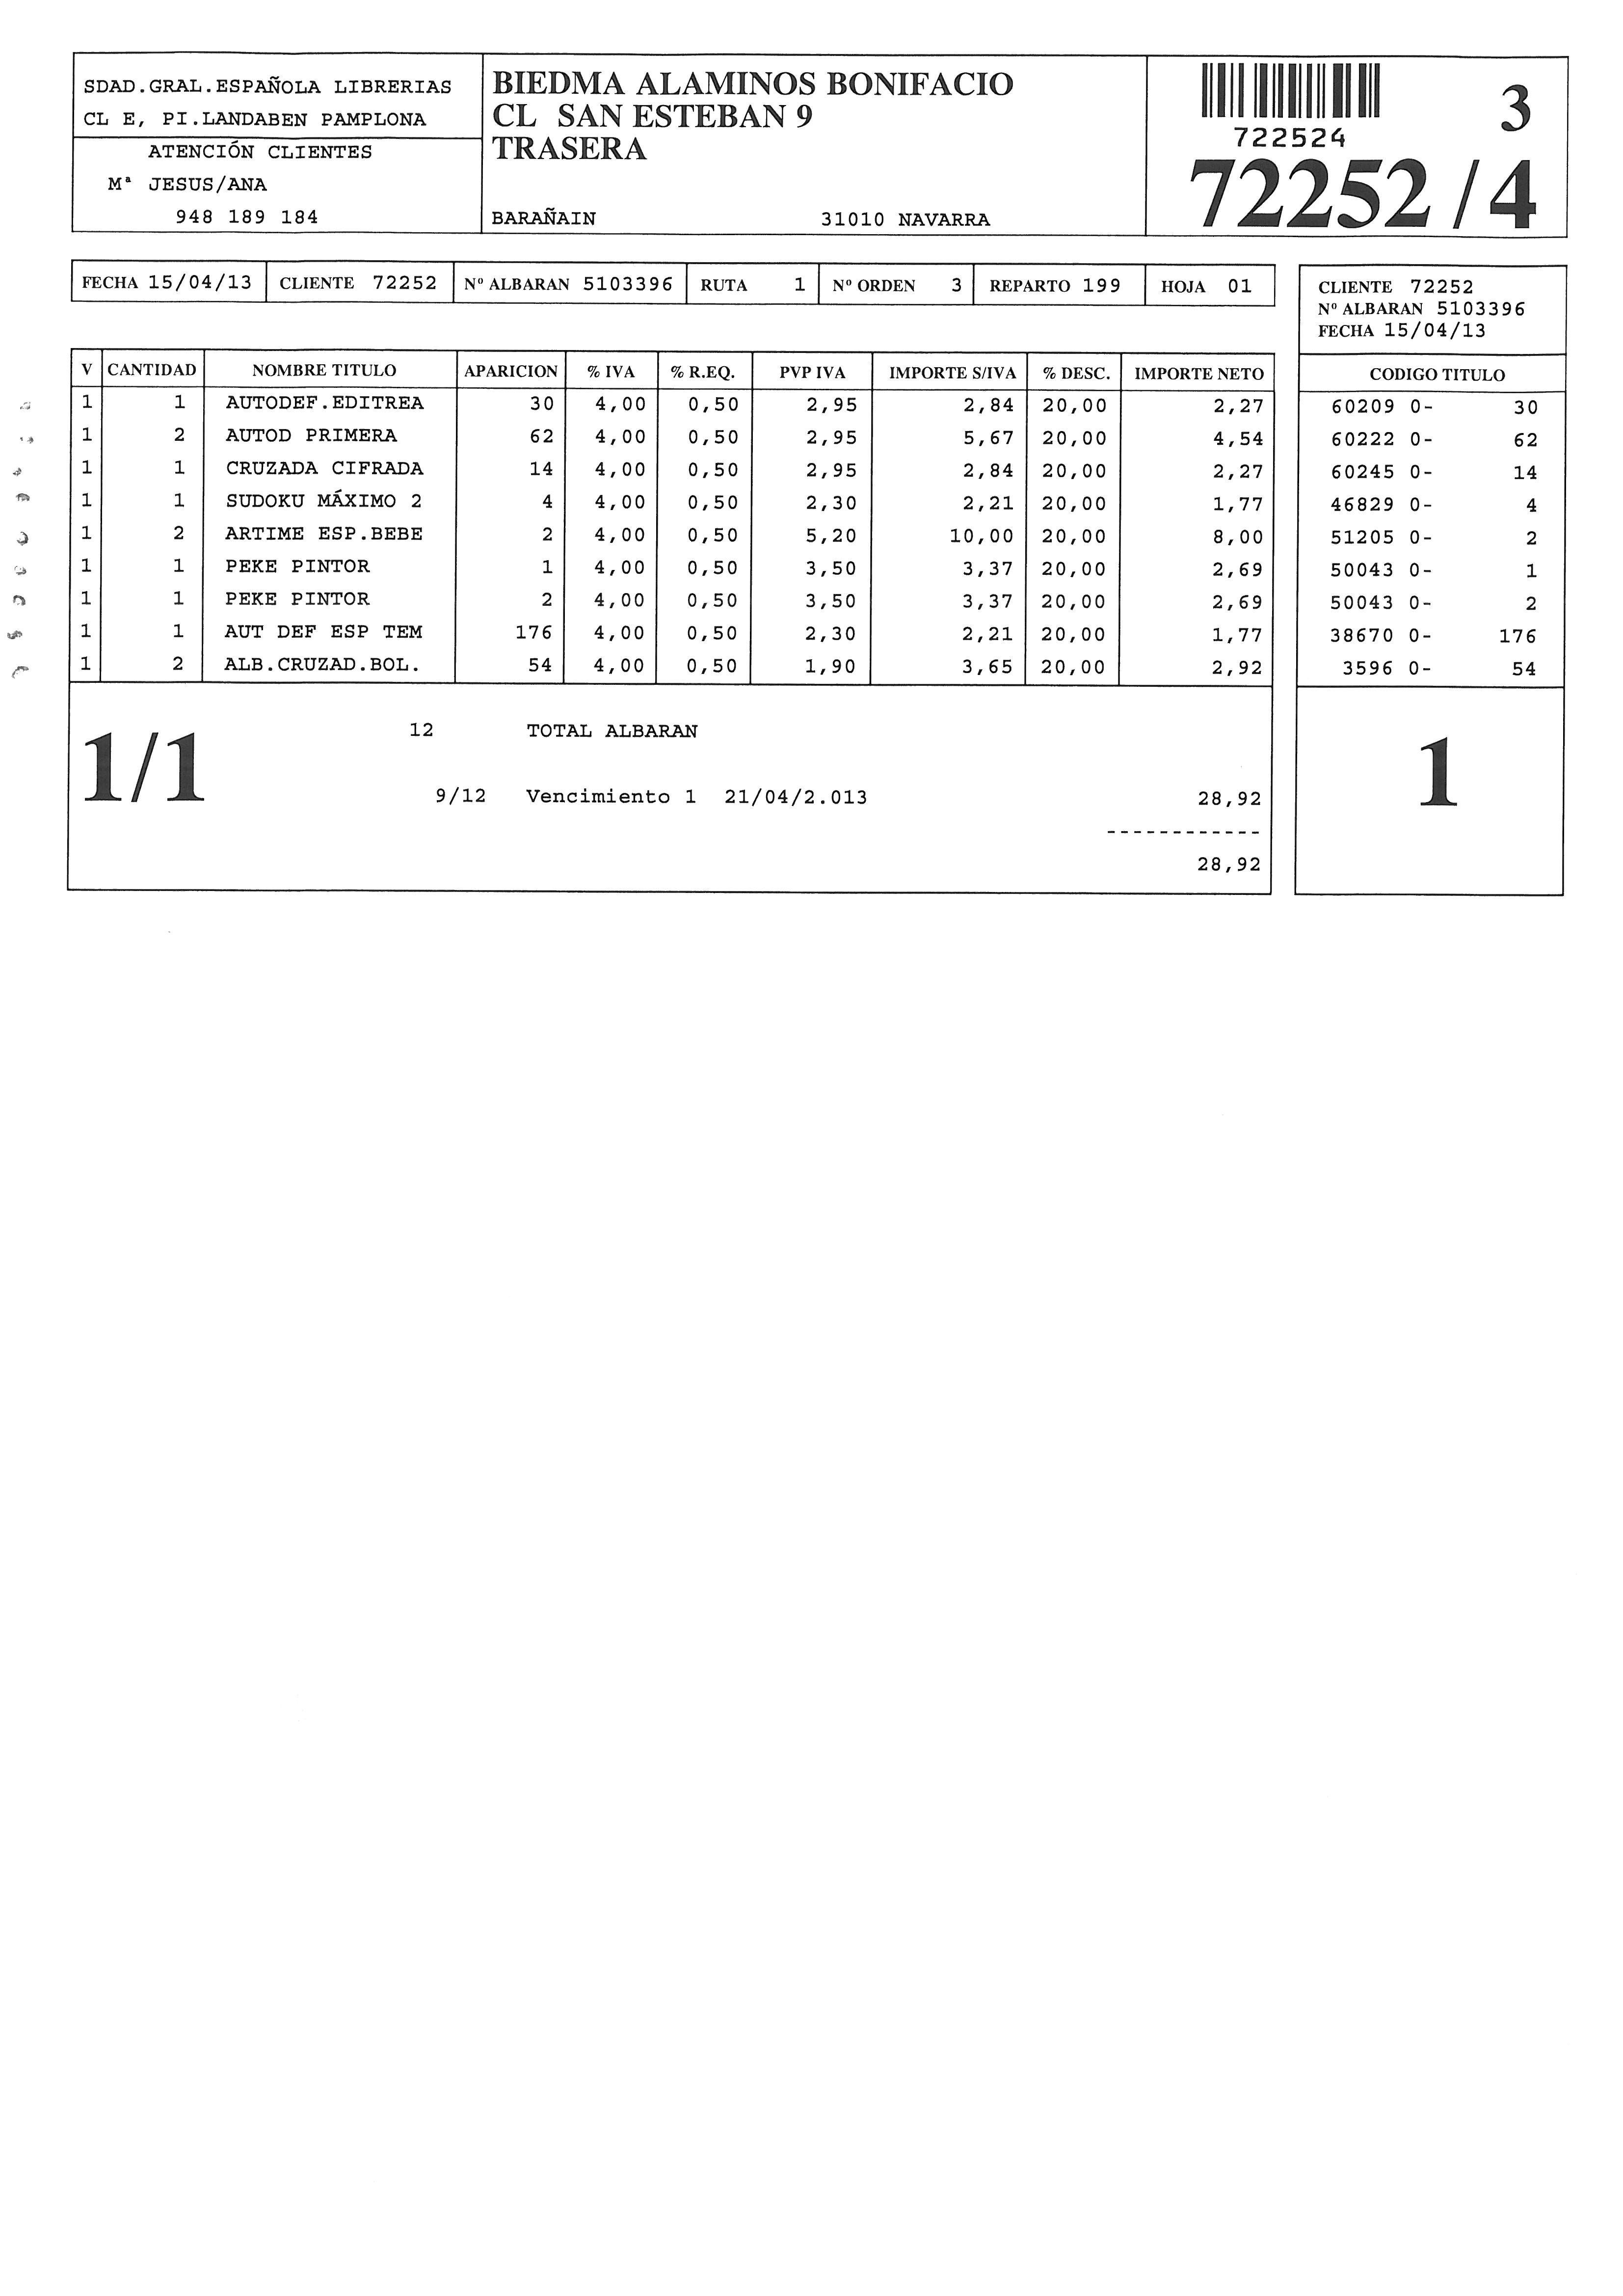 SDAD.GRAL.ESPAÑOLA LIBRERIAS
CL E, PI.LANDABEN PAMPLONA
ATENCIÓN CLIENTES
Mª JESUS/ANA
948 189 184
BIEDMA ALAMINOS BONIFACIO
CL SAN ESTEBAN 9
TRASERA
BARAÑAIN 31010 NAVARRA
722524
3
72252 / 4
FECHA 15/04/13 CLIENTE 72252 Nº ALBARAN 5103396 RUTA 1 Nº ORDEN 3 REPARTO 199 HOJA 01
CLIENTE 72252
Nº ALBARAN 5103396
FECHA 15/04/13
V CANTIDAD NOMBRE TITULO APARICION % IVA % R.EQ. PVP IVA IMPORTE S/IVA % DESC. IMPORTE NETO CODIGO TITULO
1 1 AUTODEF.EDITREA 30 4,00 0,50 2,95 2,84 20,00 2,27 60209 0- 30
1 2 AUTOD PRIMERA 62 4,00 0,50 2,95 5,67 20,00 4,54 60222 0- 62
1 1 CRUZADA CIFRADA 14 4,00 0,50 2,95 2,84 20,00 2,27 60245 0- 14
1 1 SUDOKU MÁXIMO 2 4 4,00 0,50 2,30 2,21 20,00 1,77 46829 0- 4
1 2 ARTIME ESP.BEBE 2 4,00 0,50 5,20 10,00 20,00 8,00 51205 0- 2
1 1 PEKE PINTOR 1 4,00 0,50 3,50 3,37 20,00 2,69 50043 0- 1
1 1 PEKE PINTOR 2 4,00 0,50 3,50 3,37 20,00 2,69 50043 0- 2
1 1 AUT DEF ESP TEM 176 4,00 0,50 2,30 2,21 20,00 1,77 38670 0- 176
1 2 ALB.CRUZAD.BOL. 54 4,00 0,50 1,90 3,65 20,00 2,92 3596 0- 54
12 TOTAL ALBARAN
1/1
9/12 Vencimiento 1 21/04/2.013 28,92
------------
28,92
1